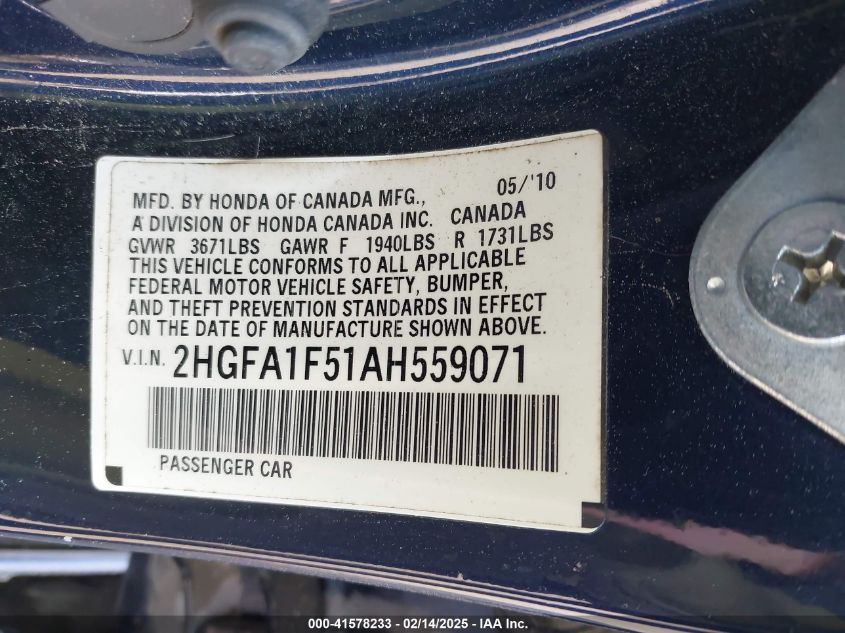 MFD. BY HONDA OF CANADA MFG., 05/'10
A DIVISION OF HONDA CANADA INC. CANADA
GVWR 3671LBS GAWR F 1940LBS R 1731LBS
THIS VEHICLE CONFORMS TO ALL APPLICABLE
FEDERAL MOTOR VEHICLE SAFETY, BUMPER,
AND THEFT PREVENTION STANDARDS IN EFFECT
ON THE DATE OF MANUFACTURE SHOWN ABOVE.
V.I.N. 2HGFA1F51AH559071
PASSENGER CAR
000-41578233 - 02/14/2025 - IAA Inc.